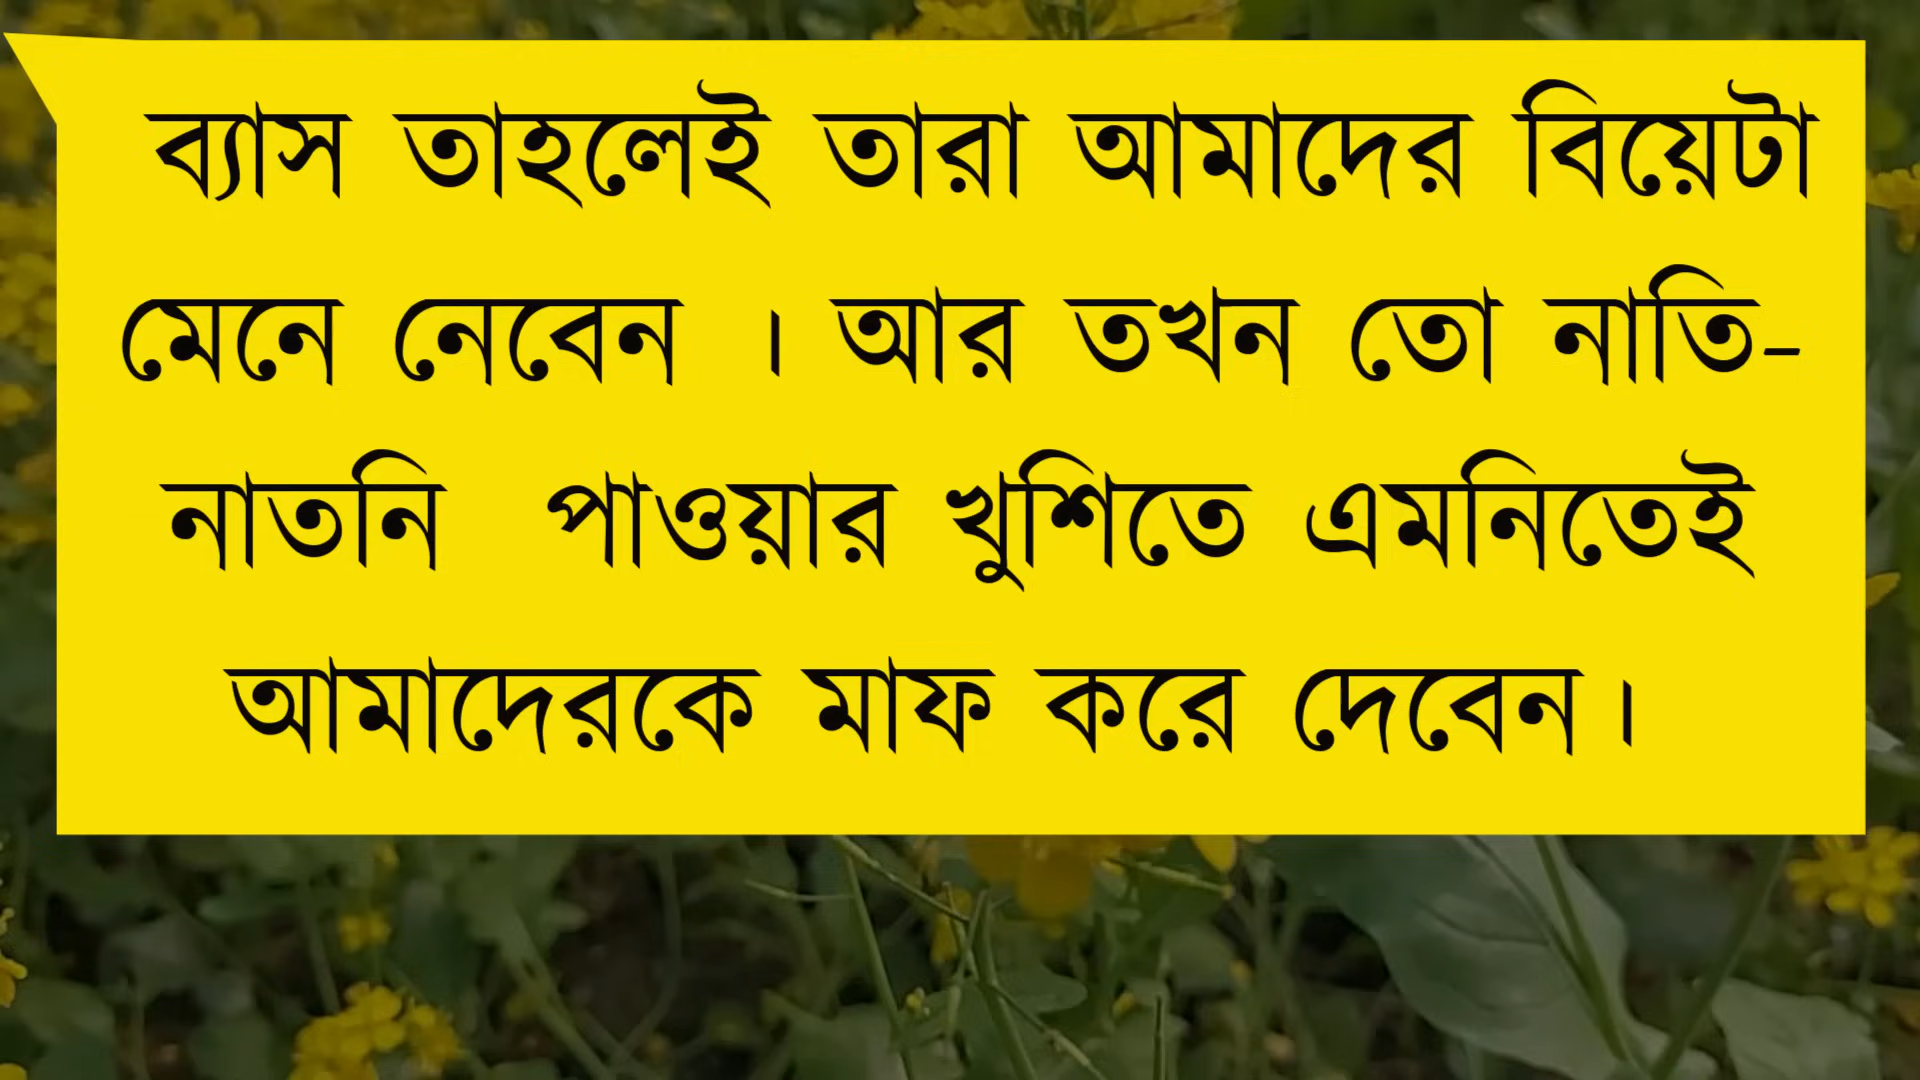 ব্যাস তাহলেই তারা আমাদের বিয়েটা
মেনে নেবেন । আর তখন তো নাতি-
নাতনি পাওয়ার খুশিতে এমনিতেই
আমাদেরকে মাফ করে দেবেন।